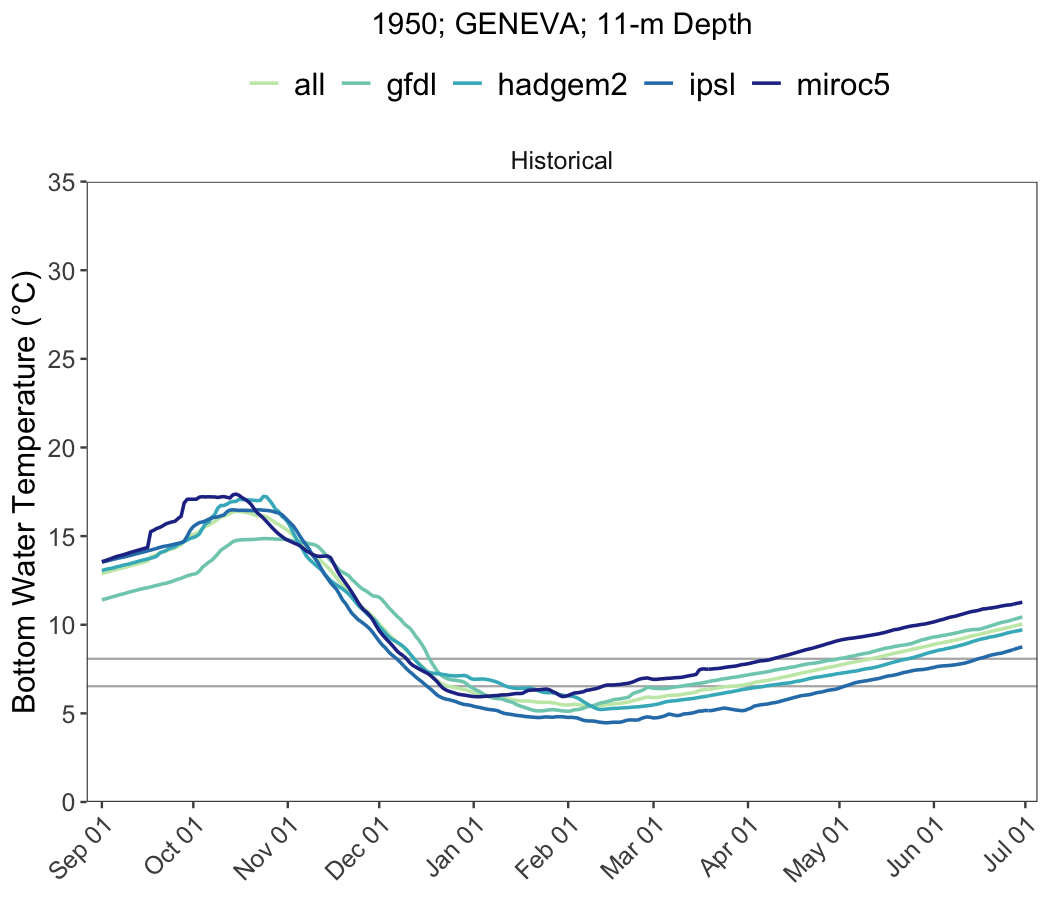 1950; GENEVA; 11-m Depth
all gfdl hadgem2 ipsl miroc5
Historical
Bottom Water Temperature (°C)
35
30
25
20
15
10
5
0
Sep 01 Oct 01 Nov 01 Dec 01 Jan 01 Feb 01 Mar 01 Apr 01 May 01 Jun 01 Jul 01